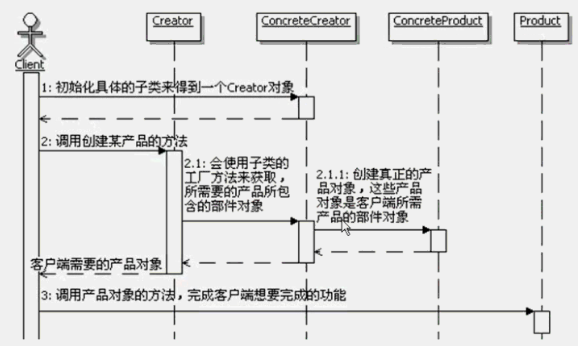 Creator
ConcreteCreator
ConcreteProduct
Product
Client
1: 初始化具体的子类来得到一个Creator对象
2: 调用创建某产品的方法
2.1: 会使用子类的
工厂方法来获取，
所需要的产品所包
含的部件对象
2.1.1: 创建真正的产
品对象，这些产品
对象是客户端所需
产品的部件对象
客户端需要的产品对象
3: 调用产品对象的方法，完成客户端想要完成的功能